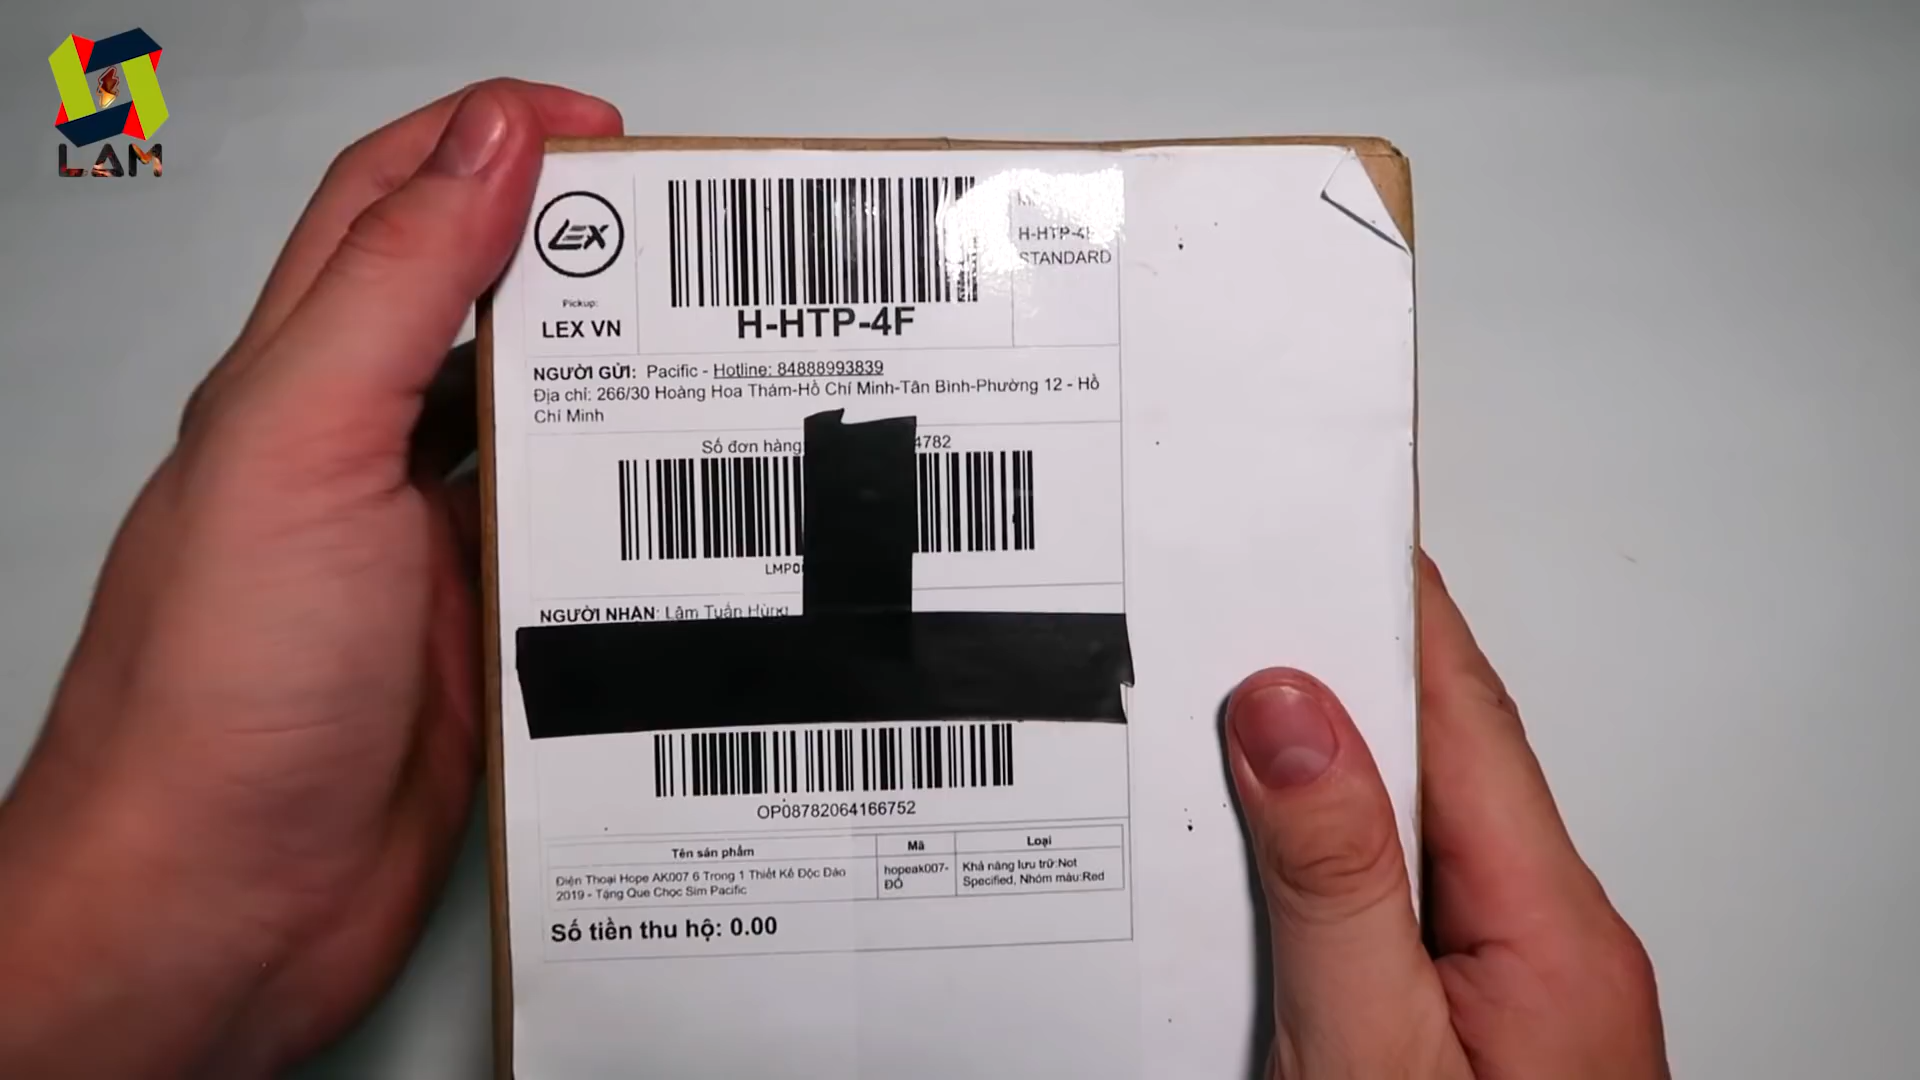 LAM
LEX
Pickup:
LEX VN
H-HTP-4F
H-HTP-4F
STANDARD
NGƯỜI GỬI: Pacific - Hotline: 84888993839
Địa chỉ: 266/30 Hoàng Hoa Thám-Hồ Chí Minh-Tân Bình-Phường 12 - Hồ
Chí Minh
Số đơn hàng: 4782
LMP0
NGƯỜI NHẬN: Lâm Tuấn Hùng
OP08782064166752
Tên sản phẩm Mã Loại
Điện Thoại Hope AK007 6 Trong 1 Thiết Kế Độc Đáo
2019 - Tặng Que Chọc Sim Pacific
hopeak007-
ĐỎ
Khả năng lưu trữ:Not
Specified, Nhóm màu:Red
Số tiền thu hộ: 0.00